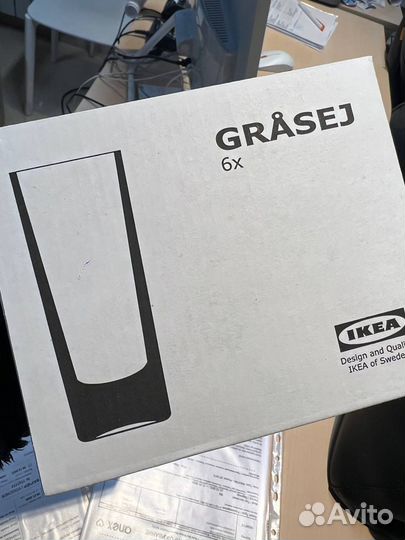 GRÅSEJ
6x
IKEA
Design and Quali
IKEA of Swede
Avito